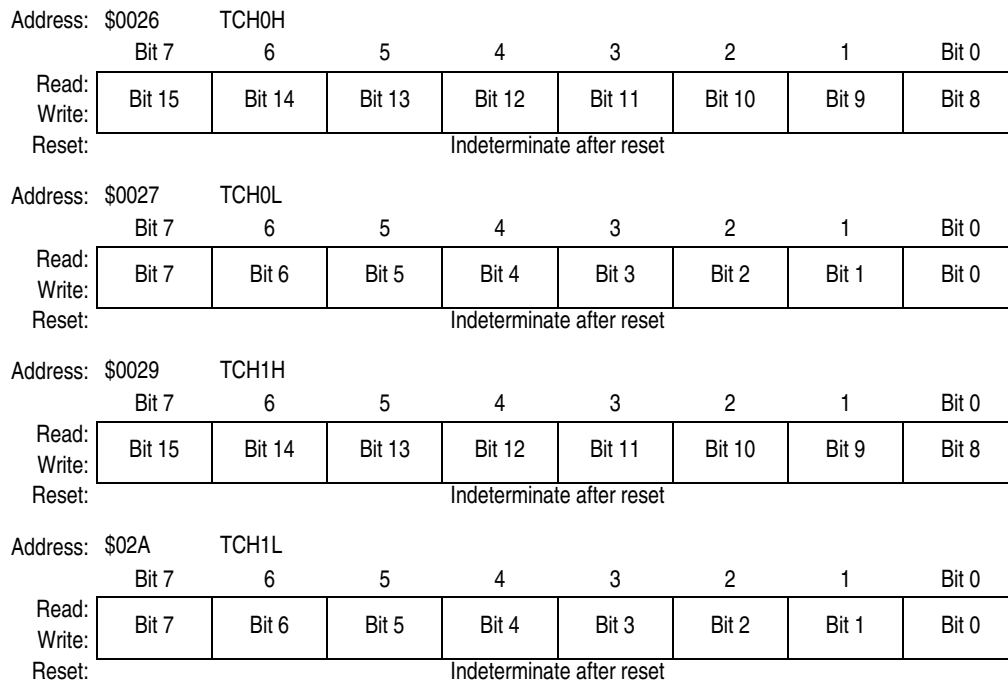 Address: $0026 TCH0H
Bit 7 6 5 4 3 2 1 Bit 0
Read:
Write:
Bit 15 Bit 14 Bit 13 Bit 12 Bit 11 Bit 10 Bit 9 Bit 8
Reset: Indeterminate after reset
Address: $0027 TCH0L
Bit 7 6 5 4 3 2 1 Bit 0
Read:
Write:
Bit 7 Bit 6 Bit 5 Bit 4 Bit 3 Bit 2 Bit 1 Bit 0
Reset: Indeterminate after reset
Address: $0029 TCH1H
Bit 7 6 5 4 3 2 1 Bit 0
Read:
Write:
Bit 15 Bit 14 Bit 13 Bit 12 Bit 11 Bit 10 Bit 9 Bit 8
Reset: Indeterminate after reset
Address: $02A TCH1L
Bit 7 6 5 4 3 2 1 Bit 0
Read:
Write:
Bit 7 Bit 6 Bit 5 Bit 4 Bit 3 Bit 2 Bit 1 Bit 0
Reset: Indeterminate after reset